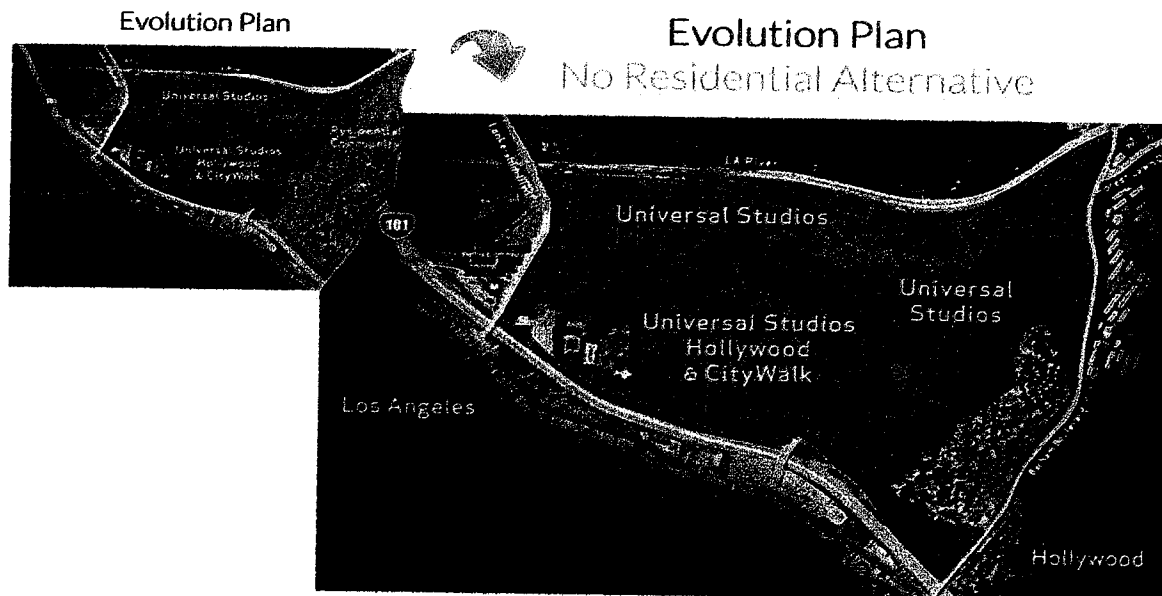 Evolution Plan
Universal Studios
Universal Studios
Hollywood
& CityWalk
Evolution Plan
No Residential Alternative
LA River
101
Universal Studios
Universal
Studios
Universal Studios
Hollywood
& CityWalk
Los Angeles
Hollywood